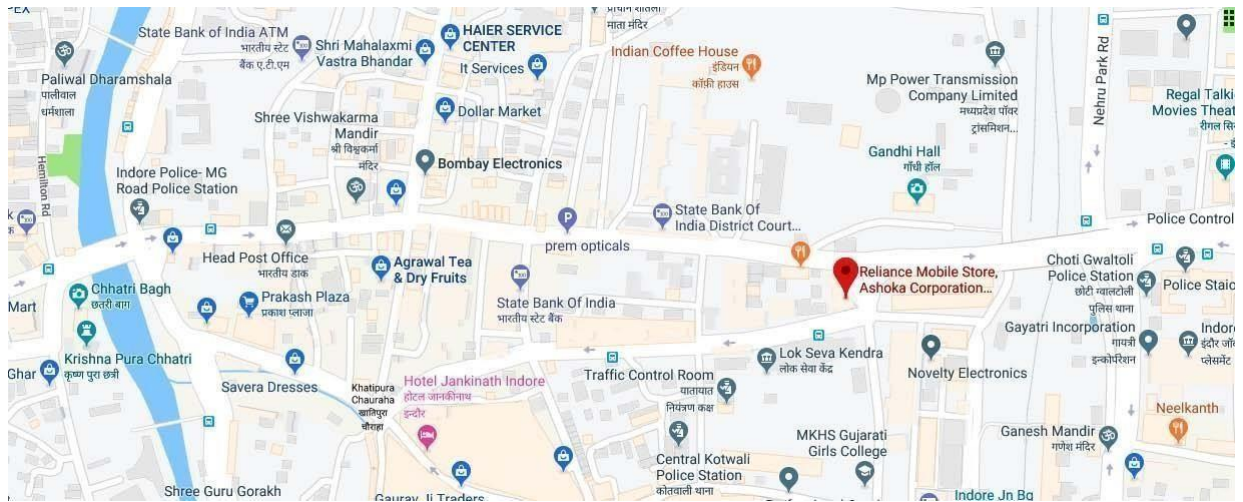 PEX
State Bank of India ATM
भारतीय स्टेट
बैंक ए.टी.एम
Paliwal Dharamshala
पालीवाल
धर्मशाला
Hemilton Rd
Shri Mahalaxmi
Vastra Bhandar
HAIER SERVICE
CENTER
It Services
Dollar Market
Shree Vishwakarma
Mandir
श्री विश्वकर्मा
मंदिर
Bombay Electronics
प्राचीन शीतला
माता मंदिर
Indian Coffee House
इंडियन
कॉफ़ी हाउस
Mp Power Transmission
Company Limited
मध्यप्रदेश पॉवर
ट्रांसमिशन...
Nehru Park Rd
Regal Talki
Movies Theat
रीगल सि
Gandhi Hall
गाँधी हॉल
Indore Police- MG
Road Police Station
Head Post Office
भारतीय डाक
prem opticals
State Bank Of
India District Court...
Police Control
Agrawal Tea
& Dry Fruits
State Bank Of India
भारतीय स्टेट बैंक
Reliance Mobile Store,
Ashoka Corporation...
Choti Gwaltoli
Police Station
छोटी ग्वालटोली
पुलिस थाना
Police Staio
Mart
Chhatri Bagh
छतरी बाग
Prakash Plaza
प्रकाश प्लाजा
Krishna Pura Chhatri
कृष्ण पुरा छत्री
Ghar
Savera Dresses
Khatipura
Chauraha
खातिपुरा
चौराहा
Hotel Jankinath Indore
होटल जानकीनाथ
इन्दौर
Traffic Control Room
यातायात
नियंत्रण कक्ष
Lok Seva Kendra
लोक सेवा केंद्र
Novelty Electronics
Gayatri Incorporation
गायत्री
इन्कोर्पोरेशन
Indore
इंदौर जॉब
प्लेसमेंट
Neelkanth
Ganesh Mandir
गणेश मंदिर
MKHS Gujarati
Girls College
Central Kotwali
Police Station
कोतवाली थाना
Shree Guru Gorakh
Gaurav Ji Traders
Indore Jn Bg